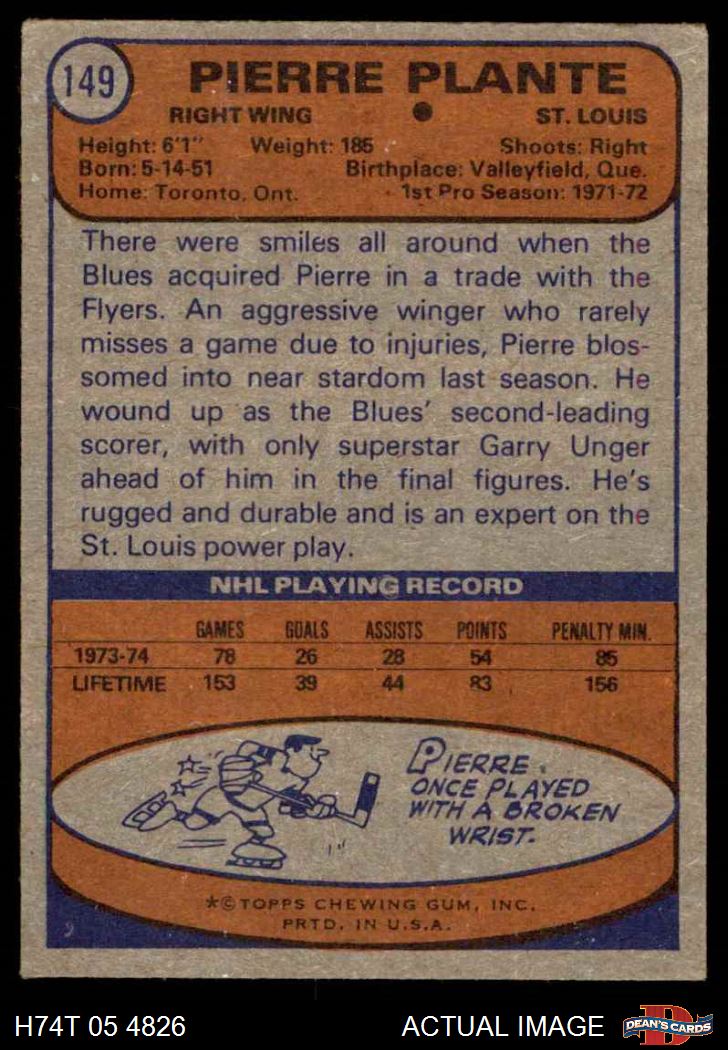 149
PIERRE PLANTE
RIGHT WING ● ST. LOUIS
Height: 6'1" Weight: 185 Shoots: Right
Born: 5-14-51 Birthplace: Valleyfield, Que.
Home: Toronto, Ont. 1st Pro Season: 1971-72
There were smiles all around when the
Blues acquired Pierre in a trade with the
Flyers. An aggressive winger who rarely
misses a game due to injuries, Pierre blos-
somed into near stardom last season. He
wound up as the Blues' second-leading
scorer, with only superstar Garry Unger
ahead of him in the final figures. He's
rugged and durable and is an expert on the
St. Louis power play.
NHL PLAYING RECORD
GAMES GOALS ASSISTS POINTS PENALTY MIN.
1973-74 78 26 28 54 85
LIFETIME 153 39 44 83 156
PIERRE
ONCE PLAYED
WITH A BROKEN
WRIST.
*© TOPPS CHEWING GUM, INC.
PRTD. IN U.S.A.
H74T 05 4826 ACTUAL IMAGE D DEAN'S CARDS